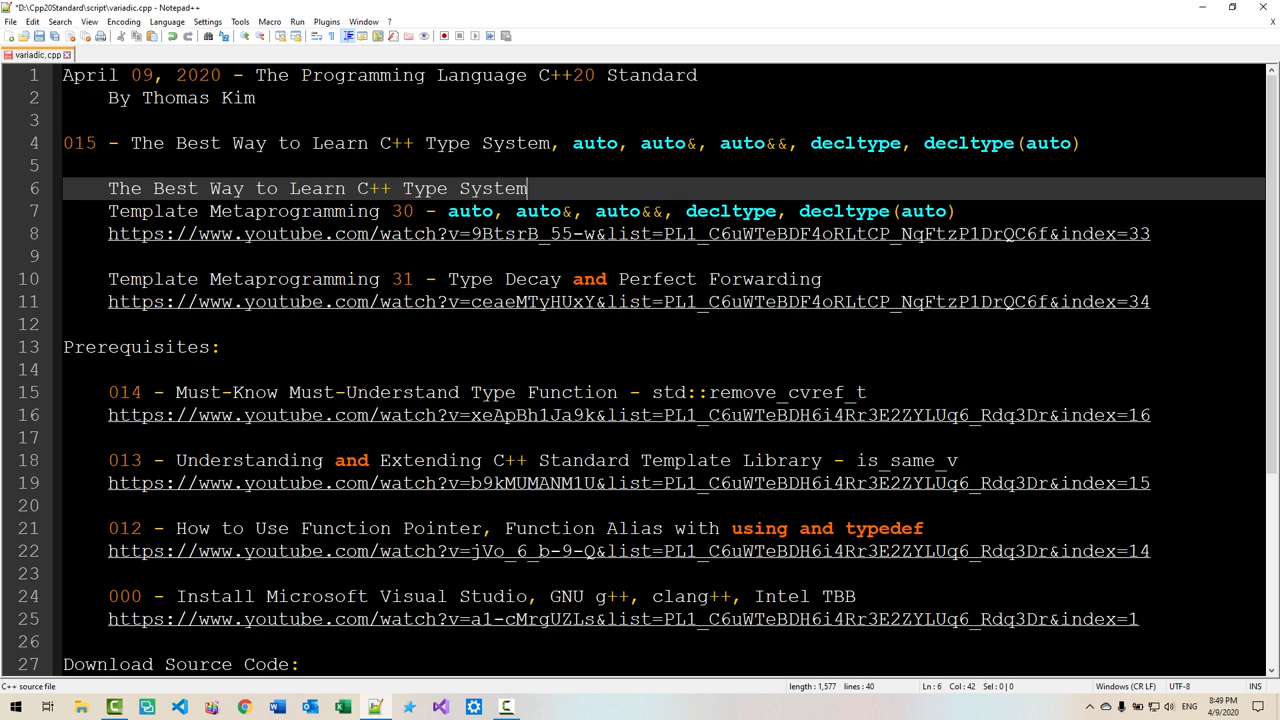 *D:\Cpp20Standard\script\variadic.cpp - Notepad++
File Edit Search View Encoding Language Settings Tools Macro Run Plugins Window ?
variadic.cpp
1 April 09, 2020 - The Programming Language C++20 Standard
2 By Thomas Kim
3
4 015 - The Best Way to Learn C++ Type System, auto, auto&, auto&&, decltype, decltype(auto)
5
6 The Best Way to Learn C++ Type System
7 Template Metaprogramming 30 - auto, auto&, auto&&, decltype, decltype(auto)
8 https://www.youtube.com/watch?v=9BtsrB_55-w&list=PL1_C6uWTeBDF4oRLtCP_NqFtzP1DrQC6f&index=33
9
10 Template Metaprogramming 31 - Type Decay and Perfect Forwarding
11 https://www.youtube.com/watch?v=ceaeMTyHUxY&list=PL1_C6uWTeBDF4oRLtCP_NqFtzP1DrQC6f&index=34
12
13 Prerequisites:
14
15 014 - Must-Know Must-Understand Type Function - std::remove_cvref_t
16 https://www.youtube.com/watch?v=xeApBh1Ja9k&list=PL1_C6uWTeBDH6i4Rr3E2ZYLUq6_Rdq3Dr&index=16
17
18 013 - Understanding and Extending C++ Standard Template Library - is_same_v
19 https://www.youtube.com/watch?v=b9kMUMANM1U&list=PL1_C6uWTeBDH6i4Rr3E2ZYLUq6_Rdq3Dr&index=15
20
21 012 - How to Use Function Pointer, Function Alias with using and typedef
22 https://www.youtube.com/watch?v=jVo_6_b-9-Q&list=PL1_C6uWTeBDH6i4Rr3E2ZYLUq6_Rdq3Dr&index=14
23
24 000 - Install Microsoft Visual Studio, GNU g++, clang++, Intel TBB
25 https://www.youtube.com/watch?v=a1-cMrgUZLs&list=PL1_C6uWTeBDH6i4Rr3E2ZYLUq6_Rdq3Dr&index=1
26
27 Download Source Code:
C++ source file length : 1,577 lines : 40 Ln : 6 Col : 42 Sel : 0 | 0 Windows (CR LF) UTF-8 INS
ENG 8:49 PM
4/9/2020